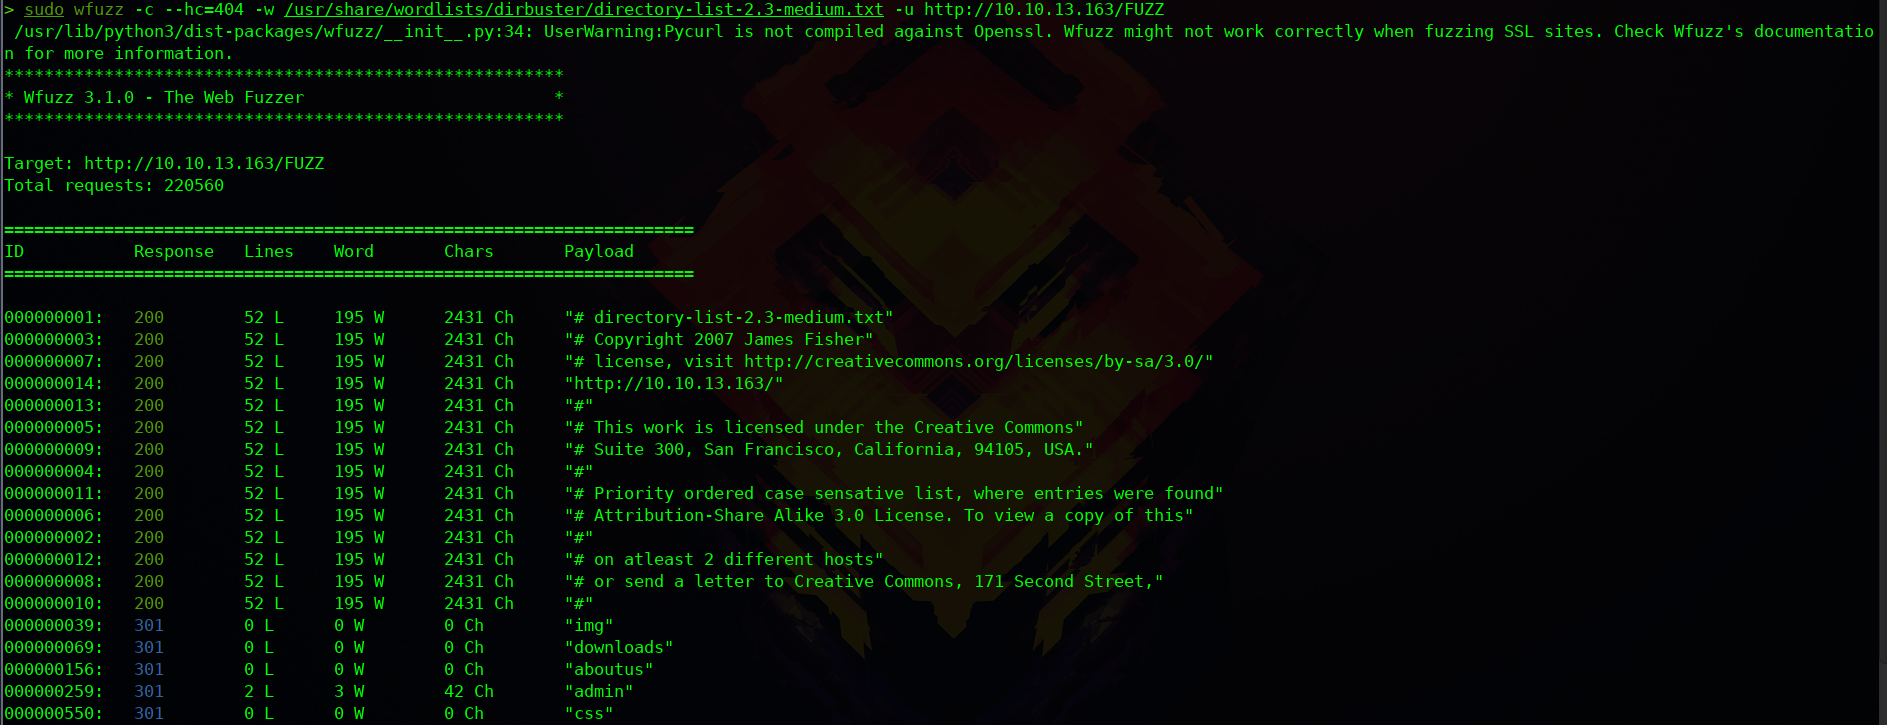 > sudo wfuzz -c --hc=404 -w /usr/share/wordlists/dirbuster/directory-list-2.3-medium.txt -u http://10.10.13.163/FUZZ
/usr/lib/python3/dist-packages/wfuzz/__init__.py:34: UserWarning:Pycurl is not compiled against Openssl. Wfuzz might not work correctly when fuzzing SSL sites. Check Wfuzz's documentatio
n for more information.
********************************************************
* Wfuzz 3.1.0 - The Web Fuzzer                         *
********************************************************
Target: http://10.10.13.163/FUZZ
Total requests: 220560
=====================================================================
ID           Response   Lines    Word       Chars       Payload
=====================================================================
000000001:   200        52 L     195 W      2431 Ch     "# directory-list-2.3-medium.txt"
000000003:   200        52 L     195 W      2431 Ch     "# Copyright 2007 James Fisher"
000000007:   200        52 L     195 W      2431 Ch     "# license, visit http://creativecommons.org/licenses/by-sa/3.0/"
000000014:   200        52 L     195 W      2431 Ch     "http://10.10.13.163/"
000000013:   200        52 L     195 W      2431 Ch     "#"
000000005:   200        52 L     195 W      2431 Ch     "# This work is licensed under the Creative Commons"
000000009:   200        52 L     195 W      2431 Ch     "# Suite 300, San Francisco, California, 94105, USA."
000000004:   200        52 L     195 W      2431 Ch     "#"
000000011:   200        52 L     195 W      2431 Ch     "# Priority ordered case sensative list, where entries were found"
000000006:   200        52 L     195 W      2431 Ch     "# Attribution-Share Alike 3.0 License. To view a copy of this"
000000002:   200        52 L     195 W      2431 Ch     "#"
000000012:   200        52 L     195 W      2431 Ch     "# on atleast 2 different hosts"
000000008:   200        52 L     195 W      2431 Ch     "# or send a letter to Creative Commons, 171 Second Street,"
000000010:   200        52 L     195 W      2431 Ch     "#"
000000039:   301        0 L      0 W        0 Ch        "img"
000000069:   301        0 L      0 W        0 Ch        "downloads"
000000156:   301        0 L      0 W        0 Ch        "aboutus"
000000259:   301        2 L      3 W        42 Ch       "admin"
000000550:   301        0 L      0 W        0 Ch        "css"